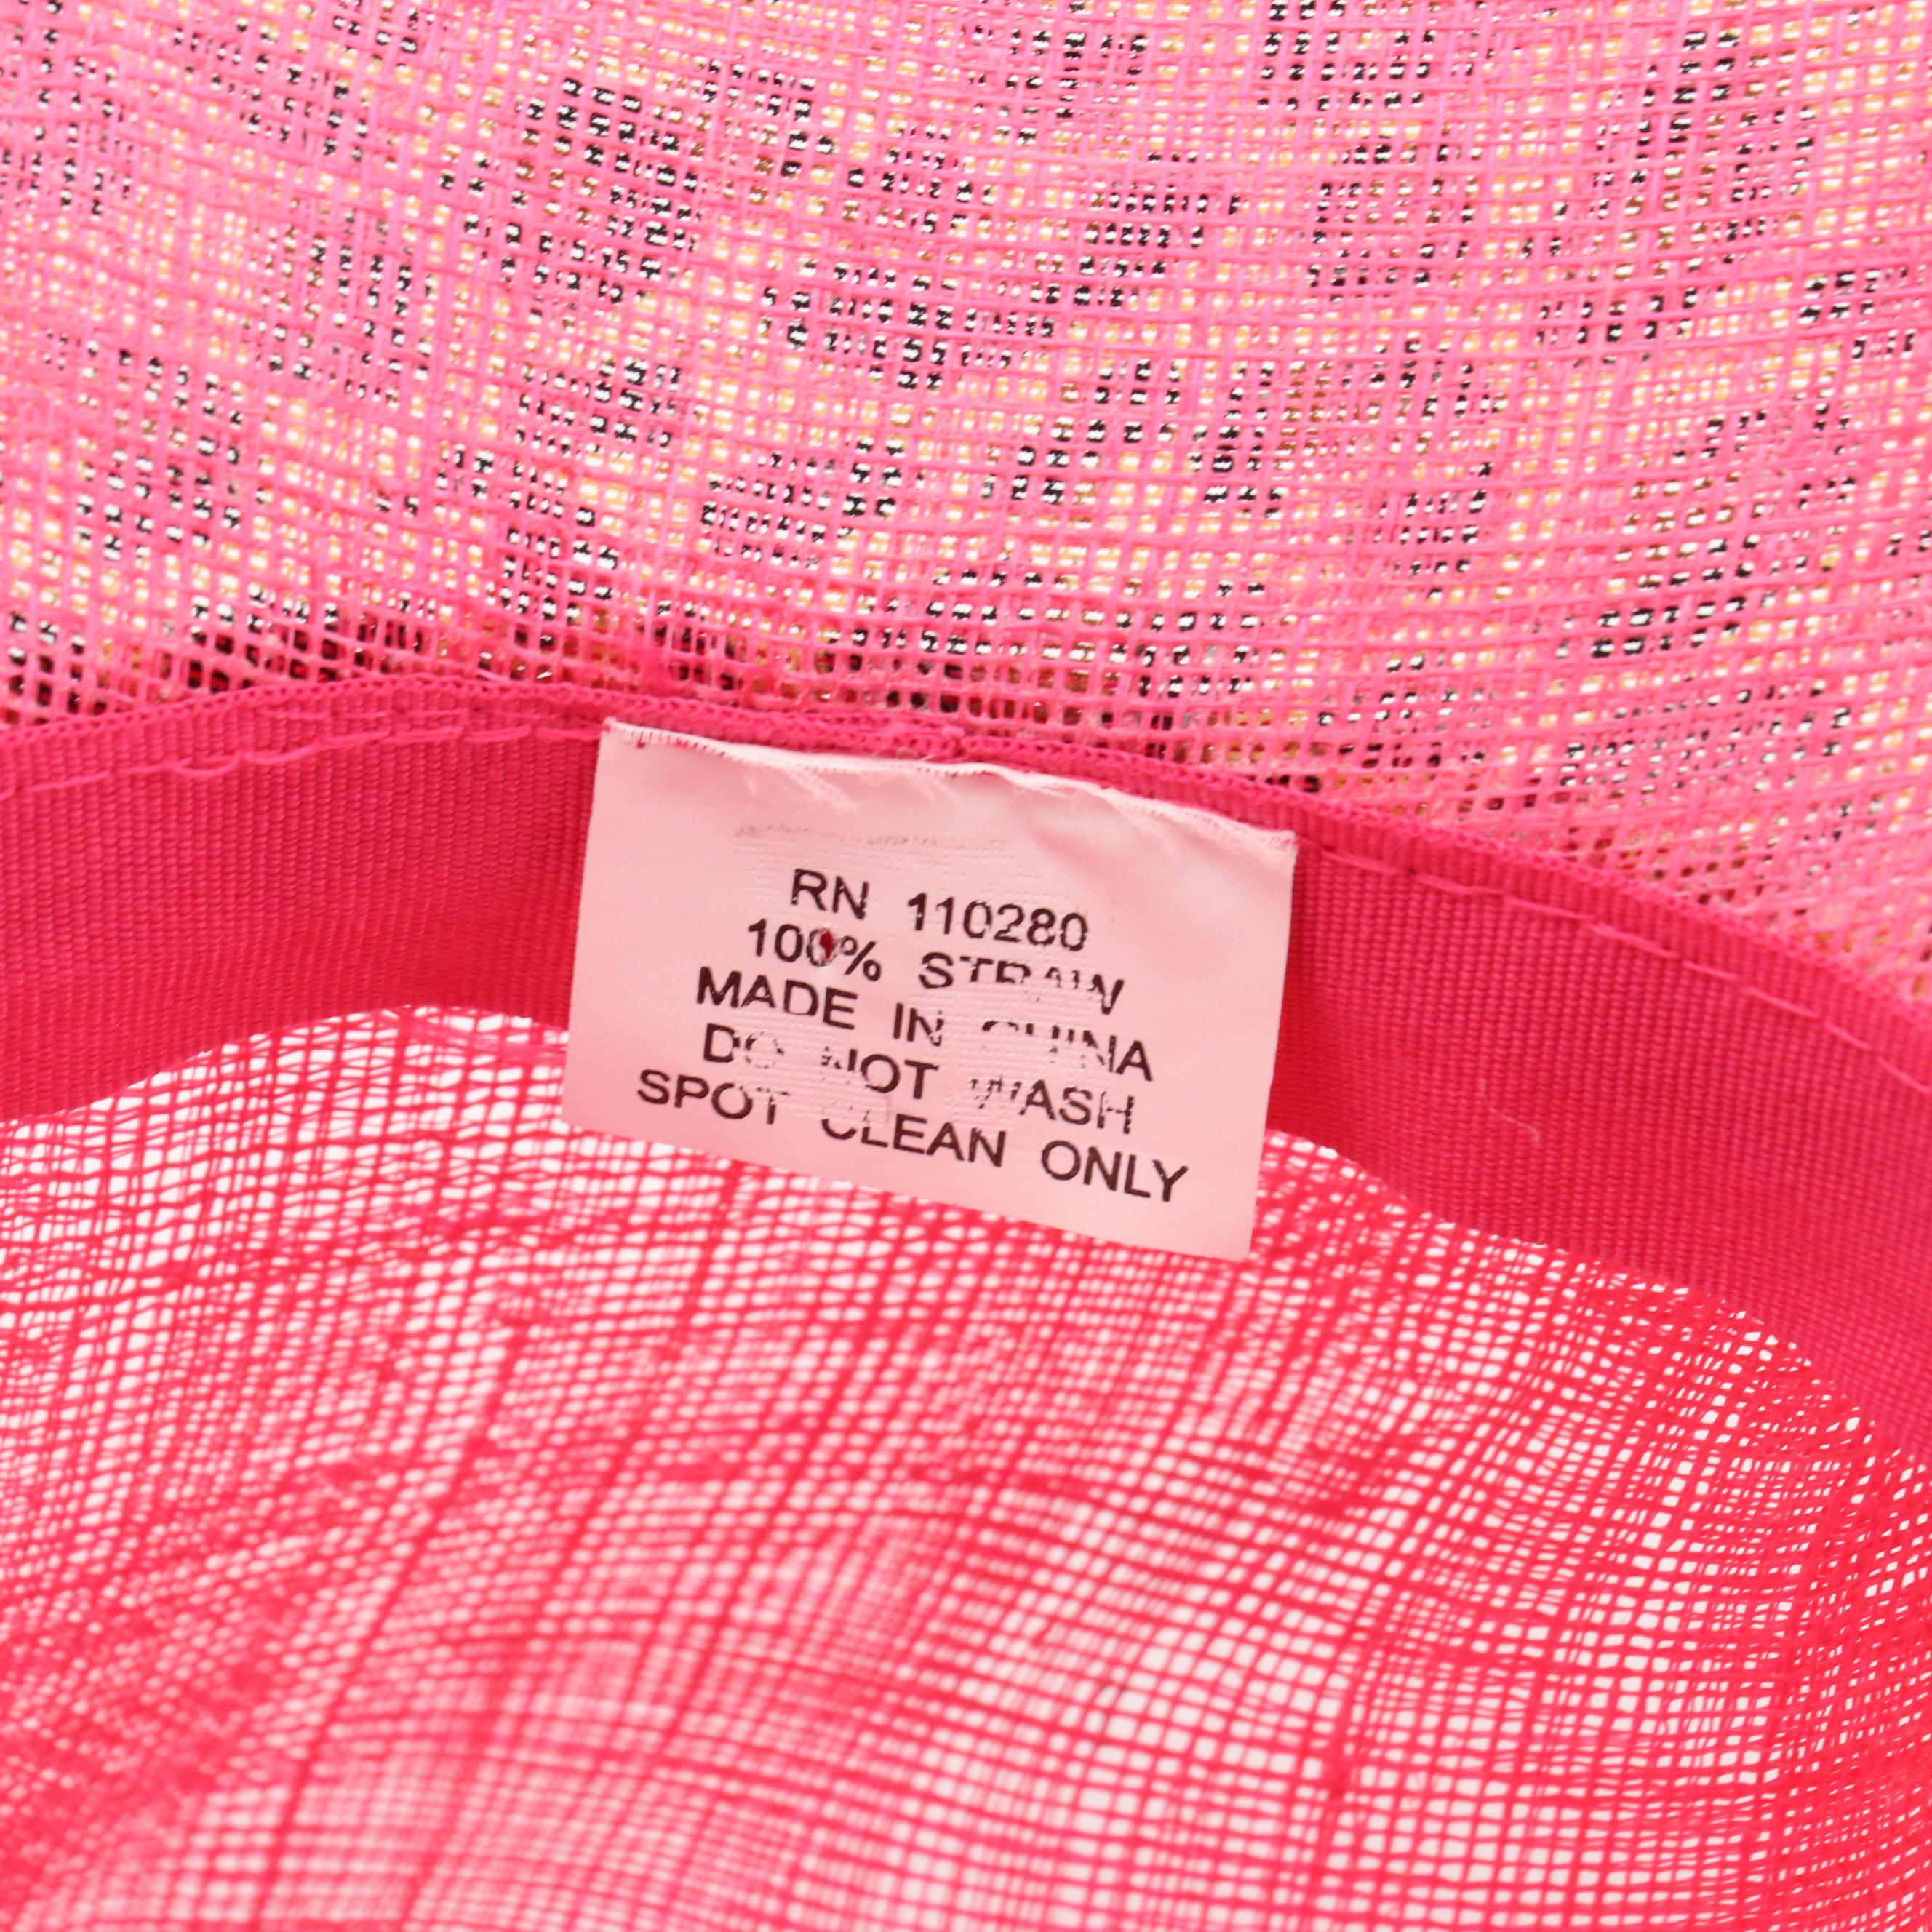 RN 110280
100% STRAW
MADE IN CHINA
DO NOT WASH
SPOT CLEAN ONLY